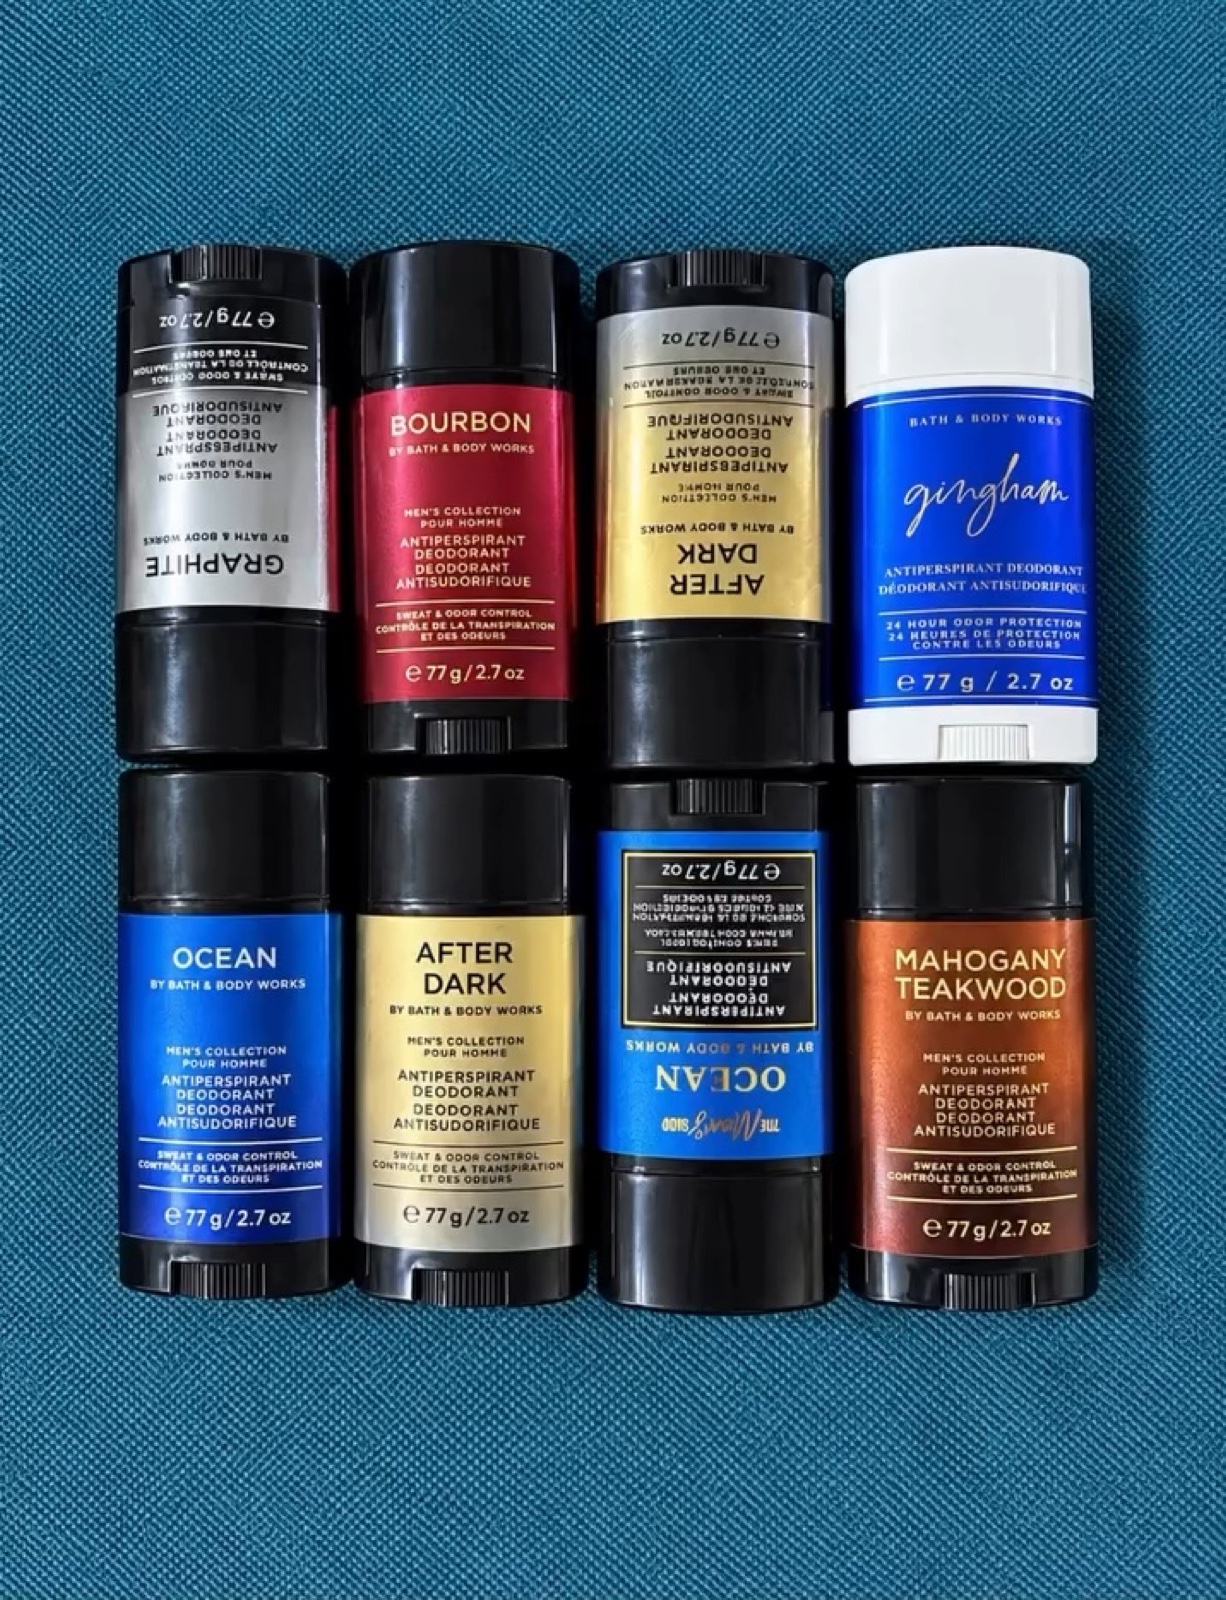 GRAPHITE
BY BATH & BODY WORKS
MEN'S COLLECTION
POUR HOMME
DEODORANT
DEODORANT
ANTISUDORIFIQUE
ET DES ODEURS
℮ 77g/2.7 oz
BOURBON
BY BATH & BODY WORKS
MEN'S COLLECTION
POUR HOMME
ANTIPERSPIRANT
DEODORANT
DEODORANT
ANTISUDORIFIQUE
SWEAT & ODOR CONTROL
CONTRÔLE DE LA TRANSPIRATION
ET DES ODEURS
℮ 77 g / 2.7 oz
AFTER
DARK
BY BATH & BODY WORKS
MEN'S COLLECTION
POUR HOMME
DEODORANT
DEODORANT
ANTISUDORIFIQUE
SWEAT & ODOR CONTROL
℮ 77g/2.7 oz
BATH & BODY WORKS
gingham
ANTIPERSPIRANT DEODORANT
DÉODORANT ANTISUDORIFIQUE
24 HOUR ODOR PROTECTION
24 HEURES DE PROTECTION
CONTRE LES ODEURS
℮ 77 g / 2.7 oz
OCEAN
BY BATH & BODY WORKS
MEN'S COLLECTION
POUR HOMME
ANTIPERSPIRANT
DEODORANT
DEODORANT
ANTISUDORIFIQUE
SWEAT & ODOR CONTROL
CONTRÔLE DE LA TRANSPIRATION
ET DES ODEURS
℮ 77 g / 2.7 oz
AFTER
DARK
BY BATH & BODY WORKS
MEN'S COLLECTION
POUR HOMME
ANTIPERSPIRANT
DEODORANT
DEODORANT
ANTISUDORIFIQUE
SWEAT & ODOR CONTROL
CONTRÔLE DE LA TRANSPIRATION
ET DES ODEURS
℮ 77 g / 2.7 oz
THE
OCEAN
BY BATH & BODY WORKS
ANTIPERSPIRANT
DEODORANT
DEODORANT
ANTISUDORIFIQUE
℮ 77g/2.7 oz
MAHOGANY
TEAKWOOD
BY BATH & BODY WORKS
MEN'S COLLECTION
POUR HOMME
ANTIPERSPIRANT
DEODORANT
DEODORANT
ANTISUDORIFIQUE
SWEAT & ODOR CONTROL
CONTRÔLE DE LA TRANSPIRATION
ET DES ODEURS
℮ 77 g / 2.7 oz